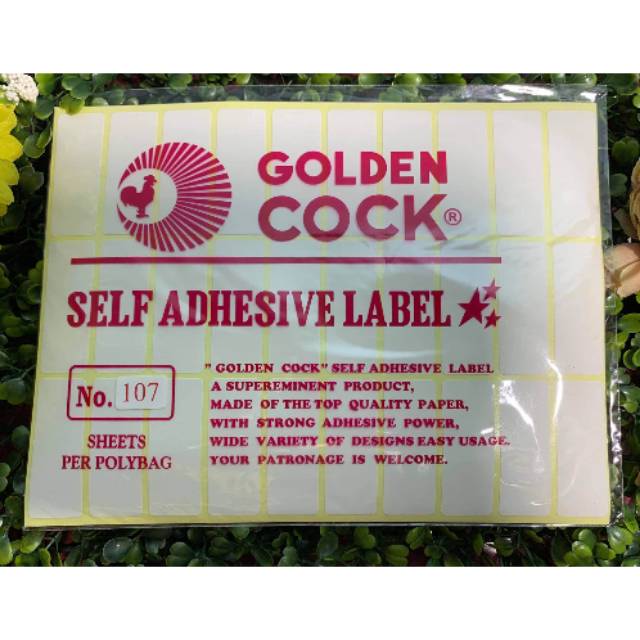 GOLDEN
COCK®
SELF ADHESIVE LABEL
No. 107
SHEETS
PER POLYBAG
"GOLDEN COCK" SELF ADHESIVE LABEL
A SUPEREMINENT PRODUCT,
MADE OF THE TOP QUALITY PAPER,
WITH STRONG ADHESIVE POWER,
WIDE VARIETY OF DESIGNS EASY USAGE.
YOUR PATRONAGE IS WELCOME.